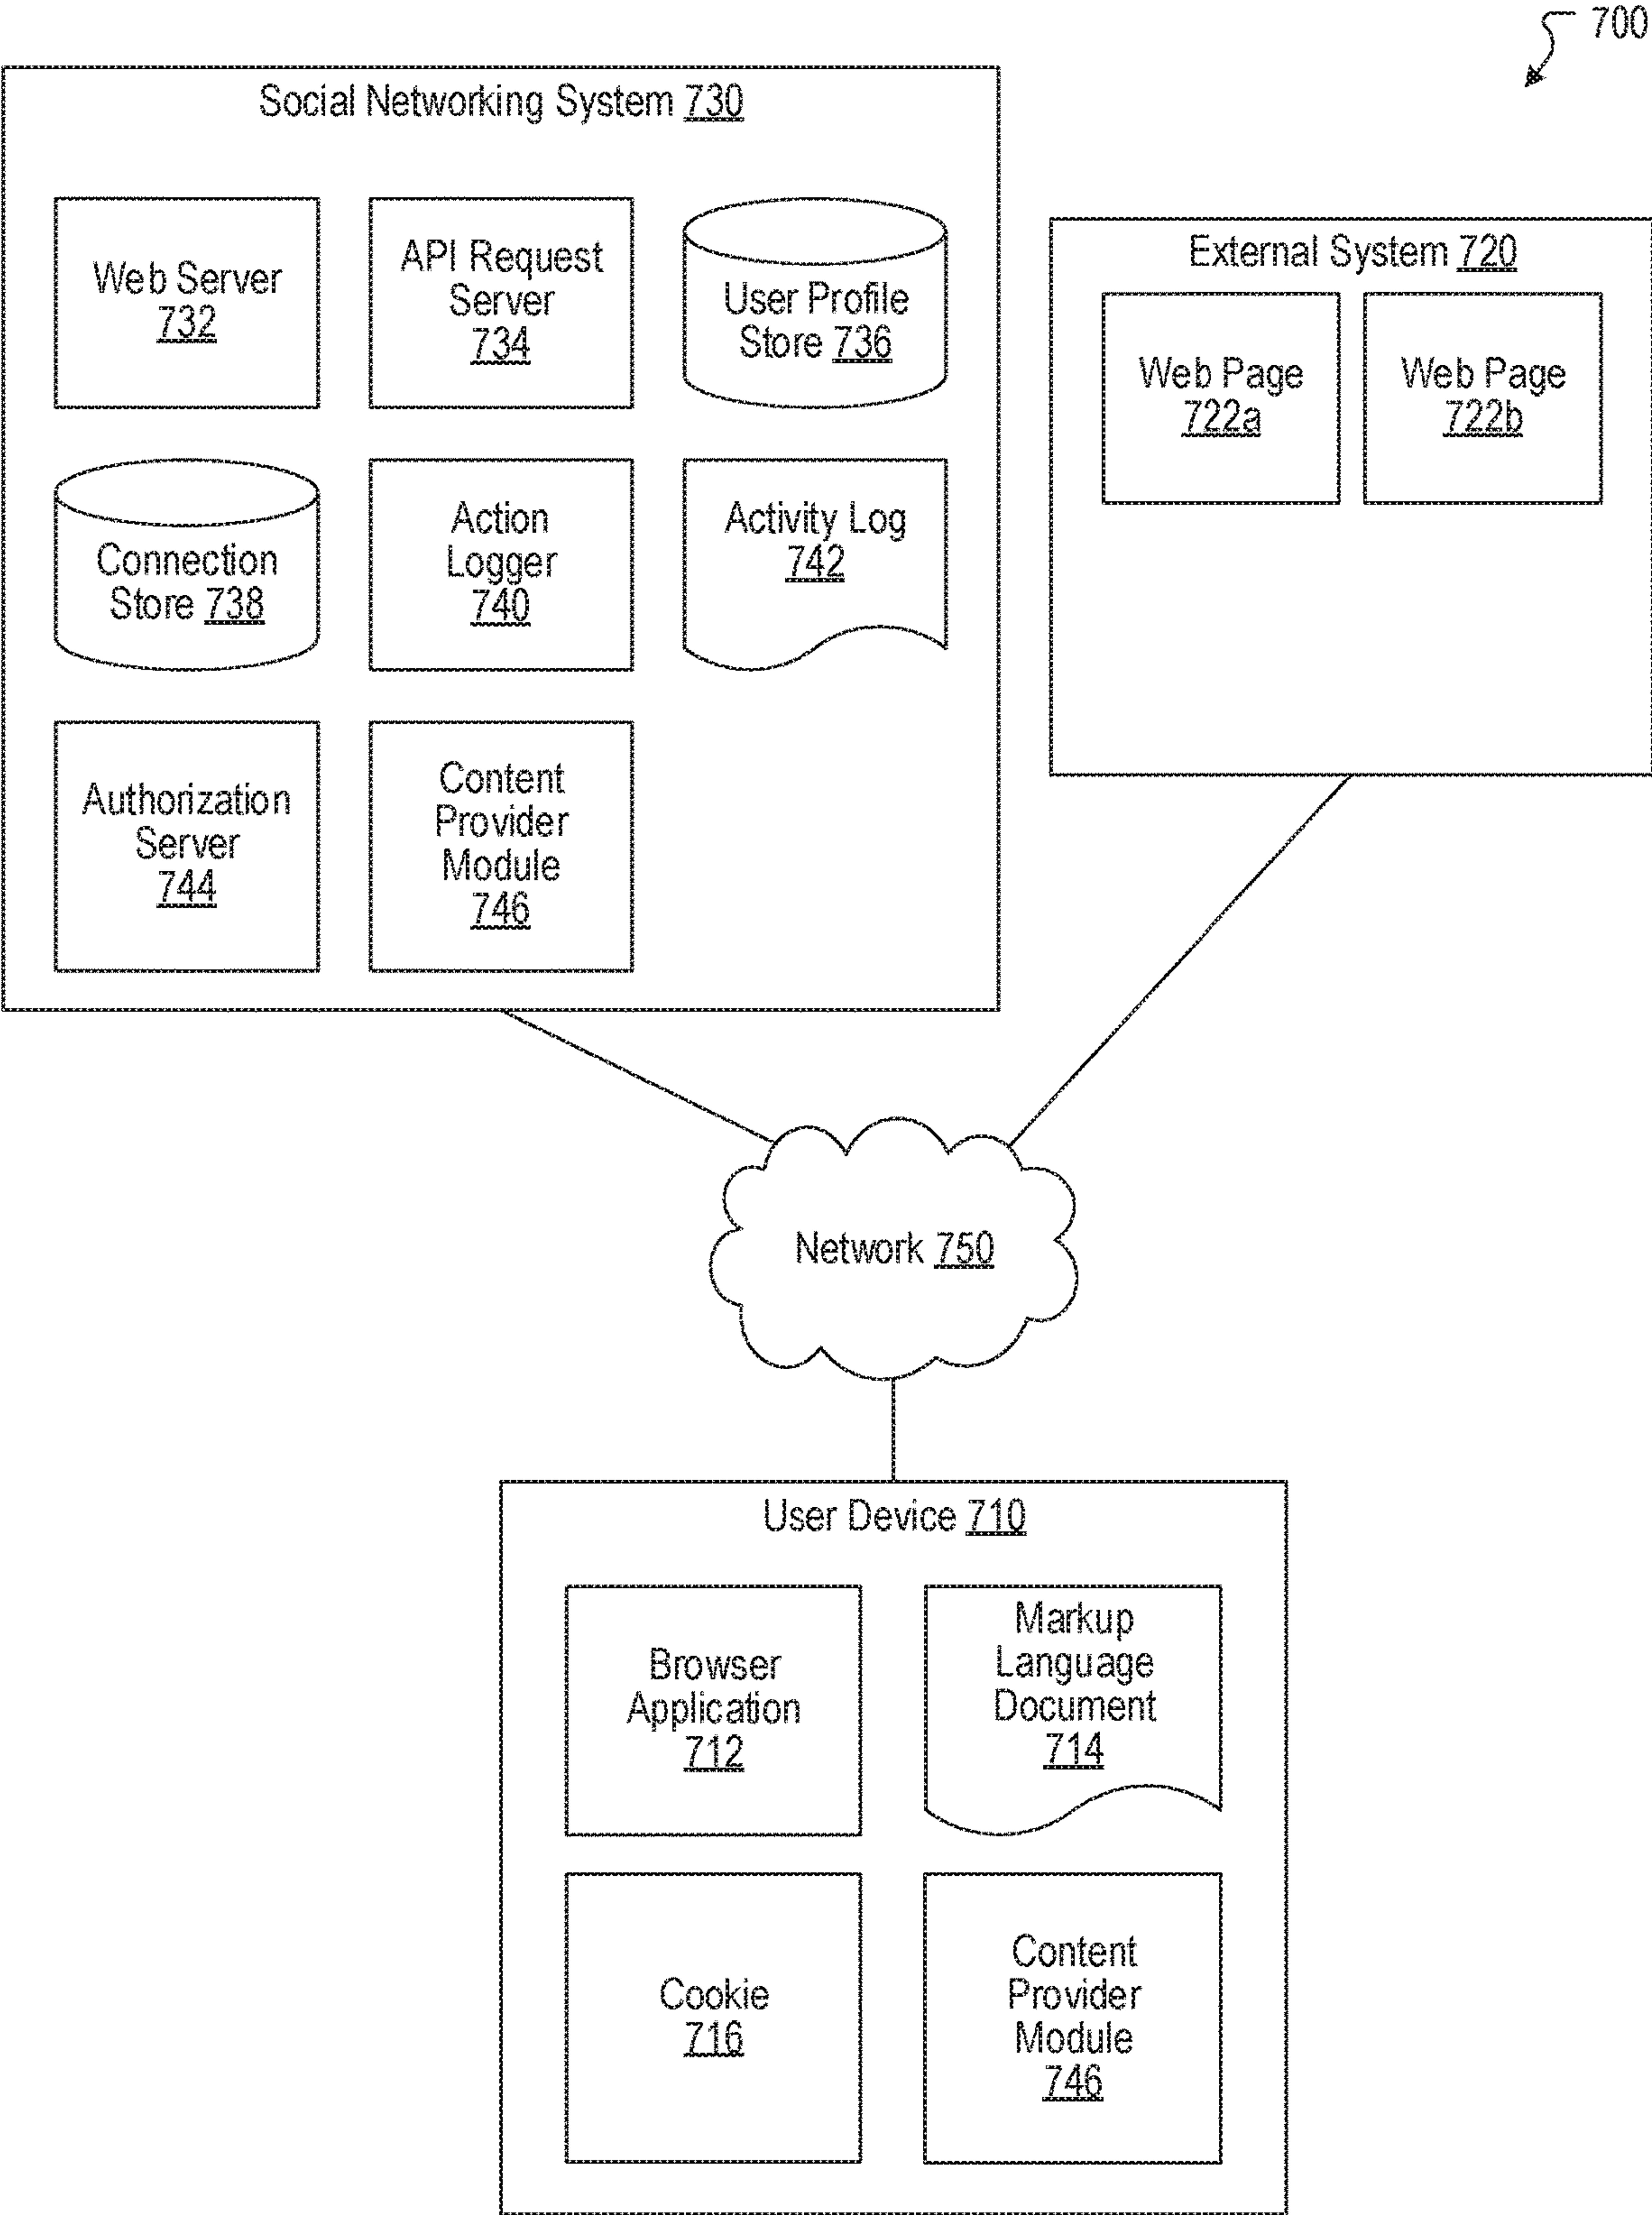 700
Social Networking System 730
Web Server
732
API Request
Server
734
User Profile
Store 736
Connection
Store 738
Action
Logger
740
Activity Log
742
Authorization
Server
744
Content
Provider
Module
746
External System 720
Web Page
722a
Web Page
722b
Network 750
User Device 710
Browser
Application
712
Markup
Language
Document
714
Cookie
716
Content
Provider
Module
746